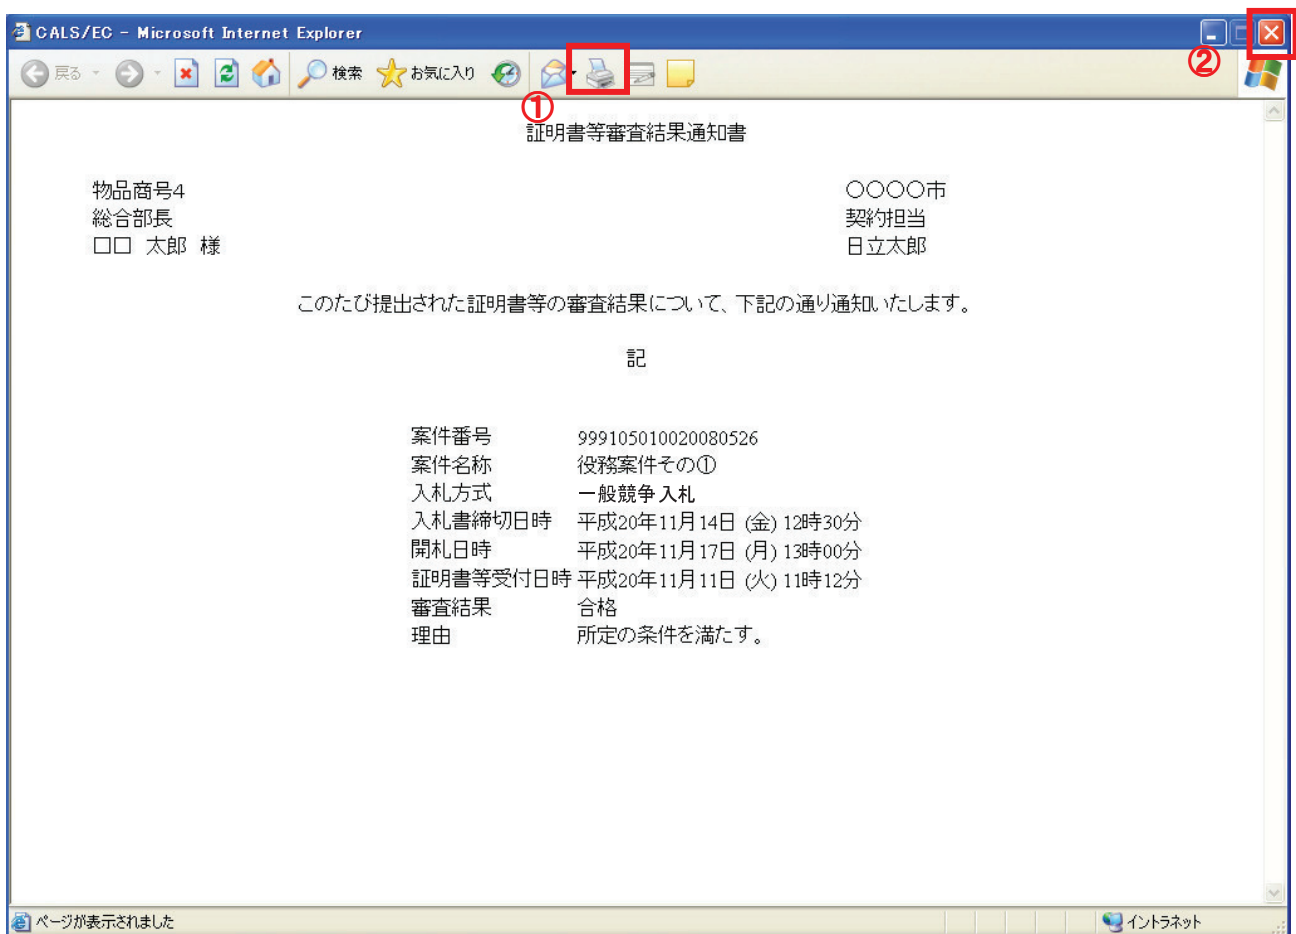 CALS/EC - Microsoft Internet Explorer
戻る 検索 お気に入り
①
②
証明書等審査結果通知書
物品商号4 〇〇〇〇市
総合部長 契約担当
口口 太郎 様 日立太郎
このたび提出された証明書等の審査結果について、下記の通り通知いたします。
記
案件番号 999105010020080526
案件名称 役務案件その①
入札方式 一般競争入札
入札書締切日時 平成20年11月14日 (金) 12時30分
開札日時 平成20年11月17日 (月) 13時00分
証明書等受付日時 平成20年11月11日 (火) 11時12分
審査結果 合格
理由 所定の条件を満たす。
ページが表示されました イントラネット